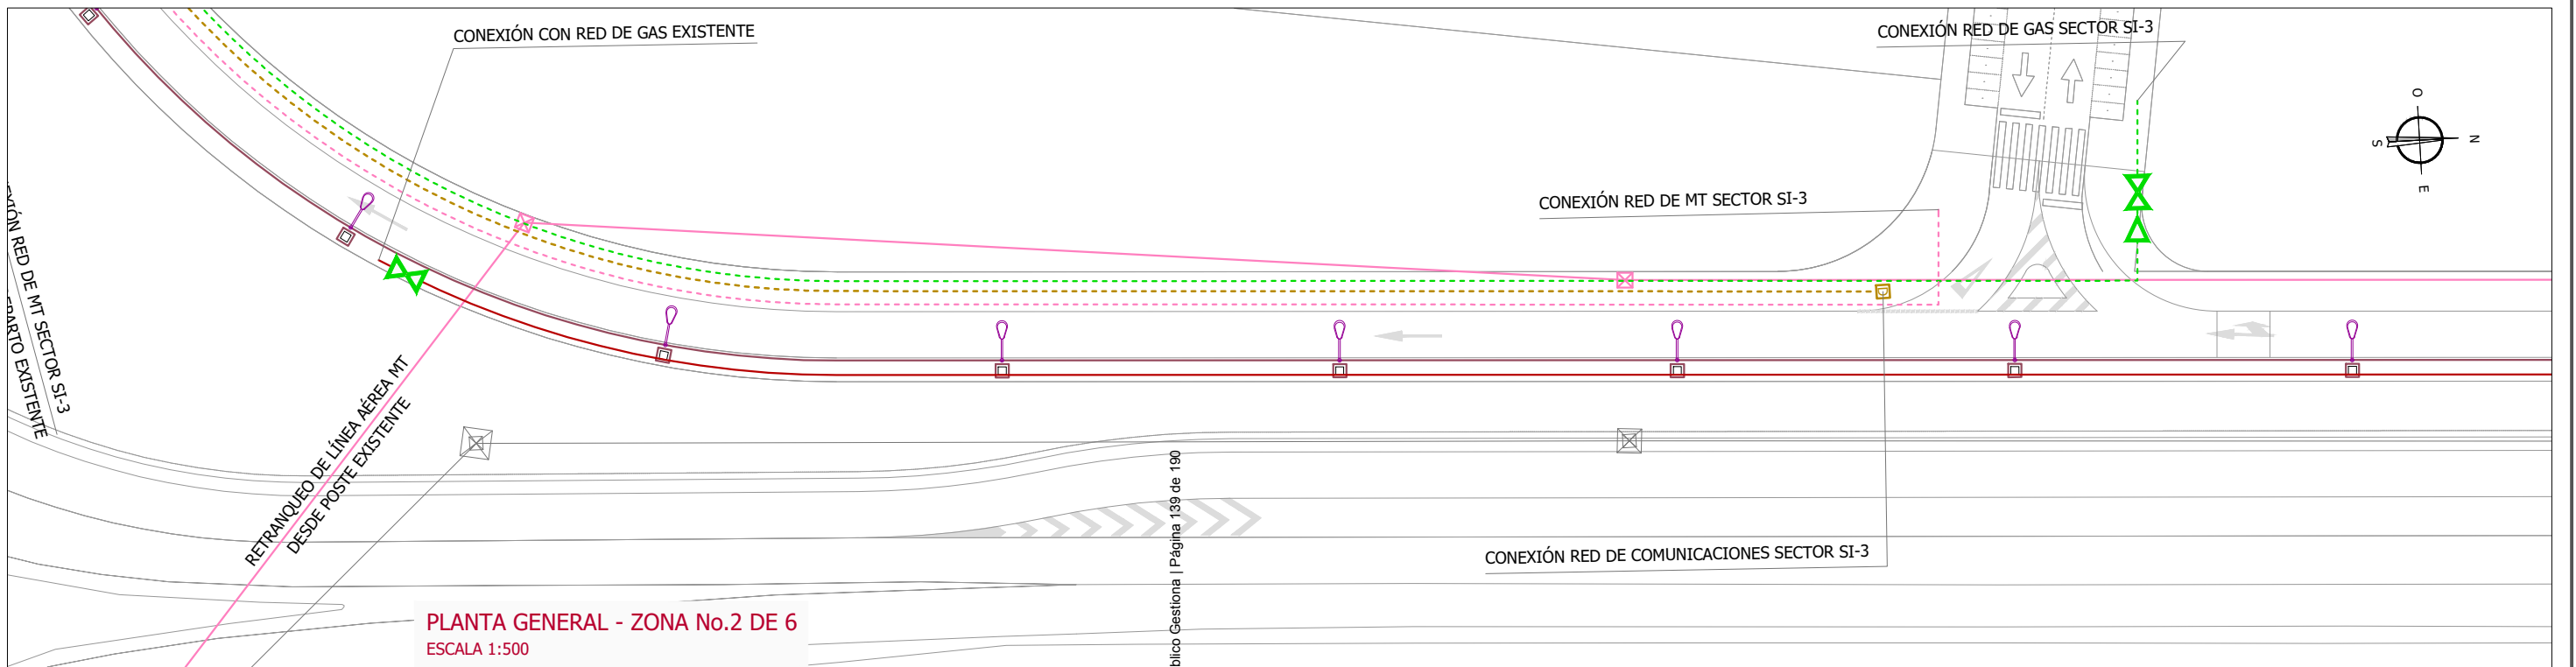 CONEXIÓN CON RED DE GAS EXISTENTE
CONEXIÓN RED DE GAS SECTOR SI-3
O
N
S
E
CONEXIÓN RED DE MT SECTOR SI-3
RED DE MT SECTOR SI-3
EXISTENTE
RETRANQUEO DE LÍNEA AÉREA MT
DESDE POSTE EXISTENTE
blico Gestiona | Página 139 de 190
CONEXIÓN RED DE COMUNICACIONES SECTOR SI-3
PLANTA GENERAL - ZONA No.2 DE 6
ESCALA 1:500